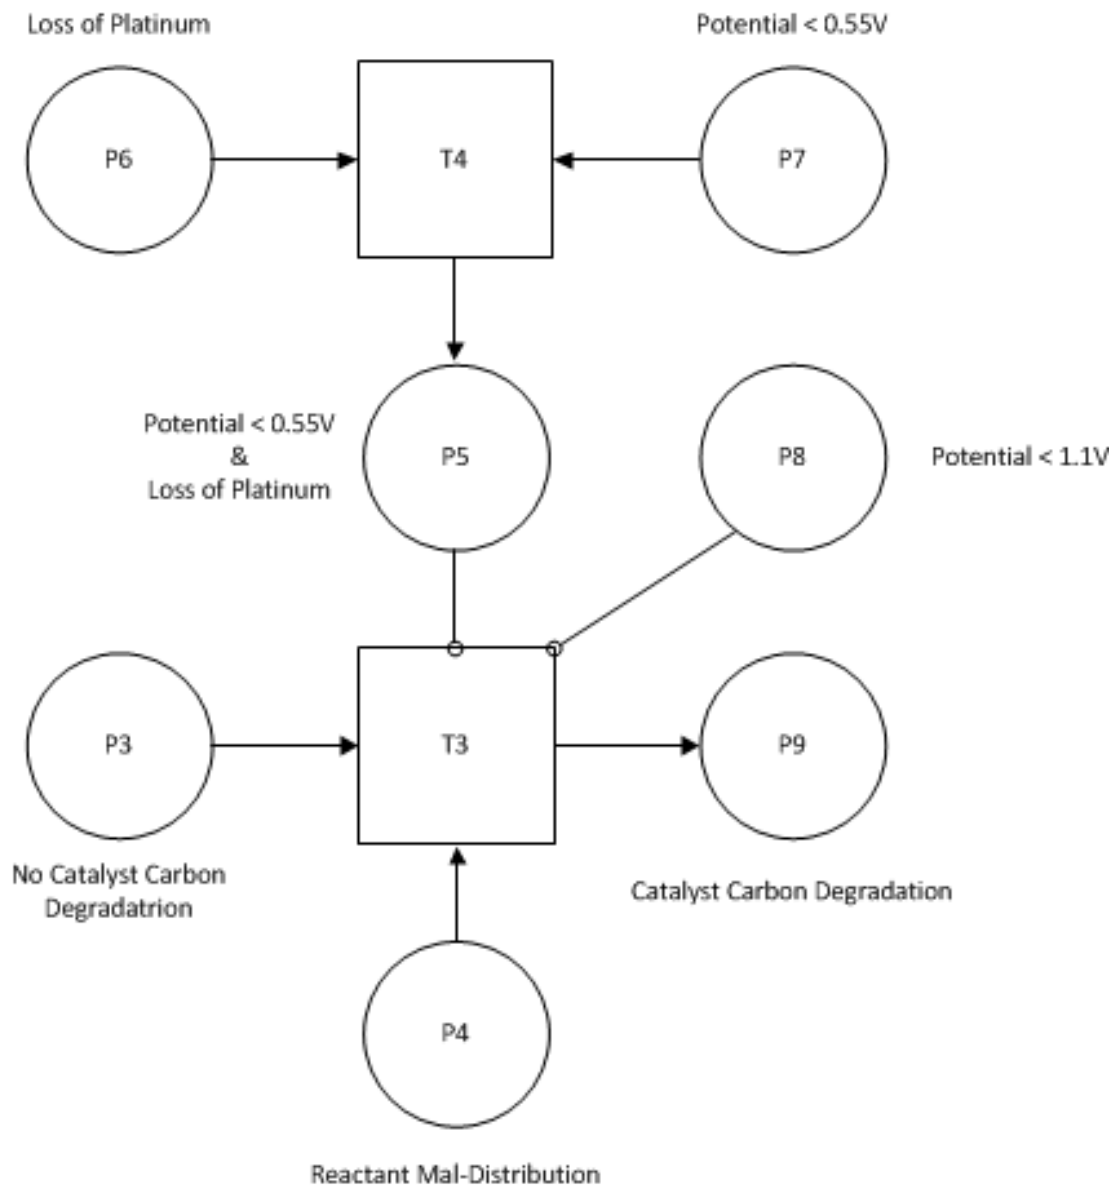 Loss of Platinum
Potential < 0.55V
P6
T4
P7
Potential < 0.55V
&
Loss of Platinum
P5
P8
Potential < 1.1V
P3
T3
P9
No Catalyst Carbon
Degradatrion
Catalyst Carbon Degradation
P4
Reactant Mal-Distribution